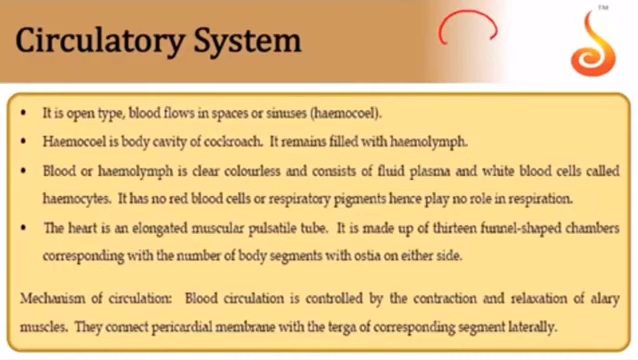 Circulatory System
TM
• It is open type, blood flows in spaces or sinuses (haemocoel).
• Haemocoel is body cavity of cockroach. It remains filled with haemolymph.
• Blood or haemolymph is clear colourless and consists of fluid plasma and white blood cells called
haemocytes. It has no red blood cells or respiratory pigments hence play no role in respiration.
• The heart is an elongated muscular pulsatile tube. It is made up of thirteen funnel-shaped chambers
corresponding with the number of body segments with ostia on either side.
Mechanism of circulation: Blood circulation is controlled by the contraction and relaxation of alary
muscles. They connect pericardial membrane with the terga of corresponding segment laterally.